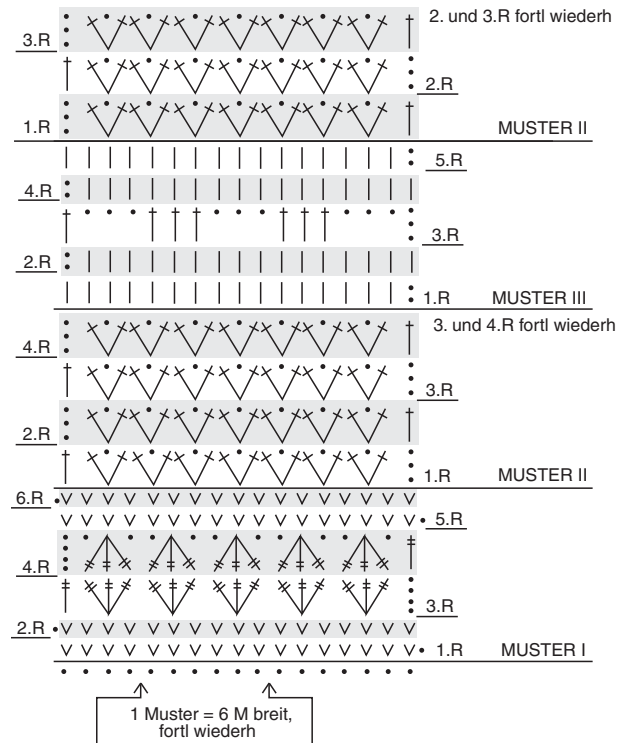 2. und 3.R fortl wiederh
3.R
2.R
1.R
MUSTER II
5.R
4.R
3.R
2.R
1.R MUSTER III
3. und 4.R fortl wiederh
4.R
3.R
2.R
1.R MUSTER II
6.R
5.R
4.R
3.R
2.R
1.R MUSTER I
1 Muster = 6 M breit,
fortl wiederh